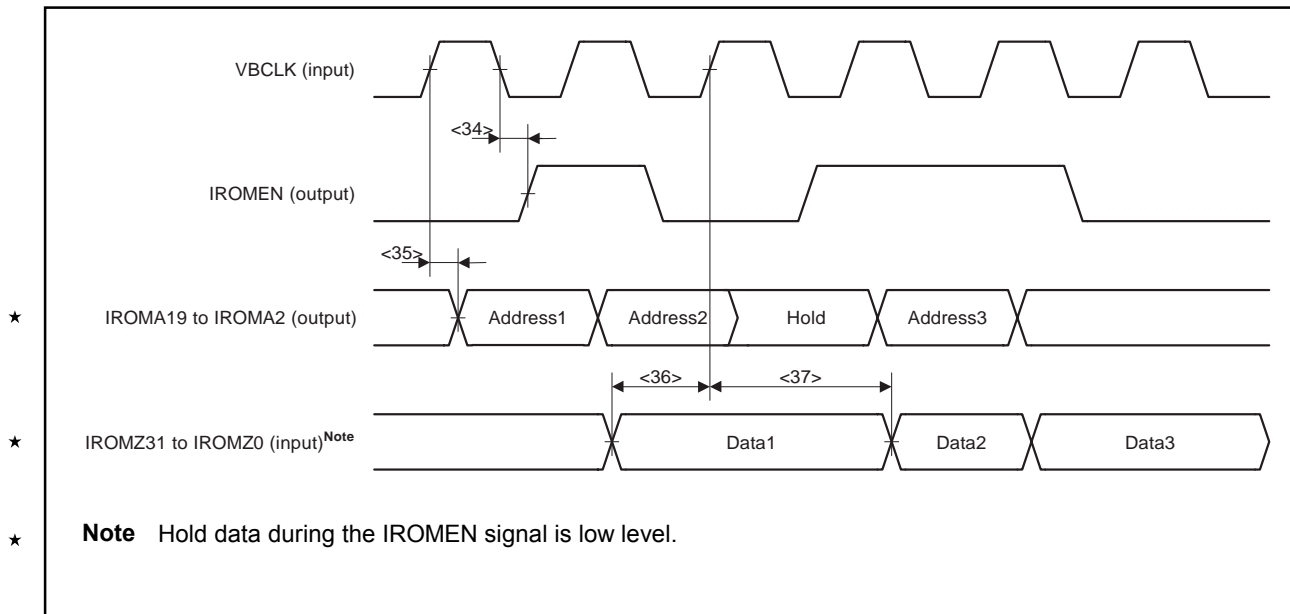 VBCLK (input)
<34>
IROMEN (output)
<35>
★ IROMA19 to IROMA2 (output) Address1 Address2 Hold Address3
<36> <37>
★ IROMZ31 to IROMZ0 (input)Note Data1 Data2 Data3
★ Note Hold data during the IROMEN signal is low level.